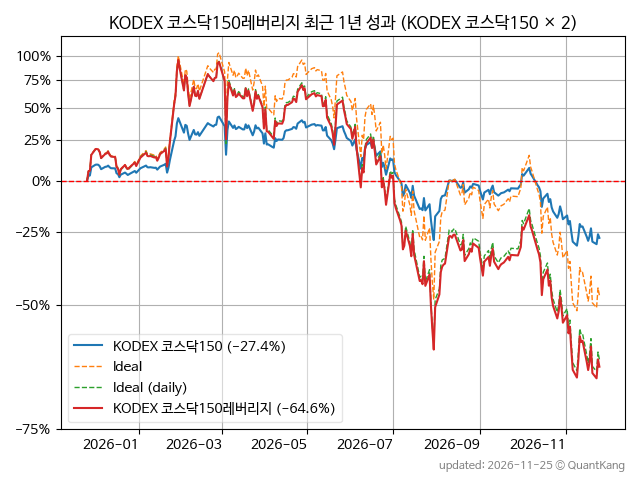 KODEX 코스닥150레버리지 최근 1년 성과 (KODEX 코스닥150 × 2)
100%
75%
50%
25%
0%
−25%
−50%
−75%
KODEX 코스닥150 (−27.4%)
Ideal
Ideal (daily)
KODEX 코스닥150레버리지 (−64.6%)
2026-01 2026-03 2026-05 2026-07 2026-09 2026-11
updated: 2026-11-25 © QuantKang